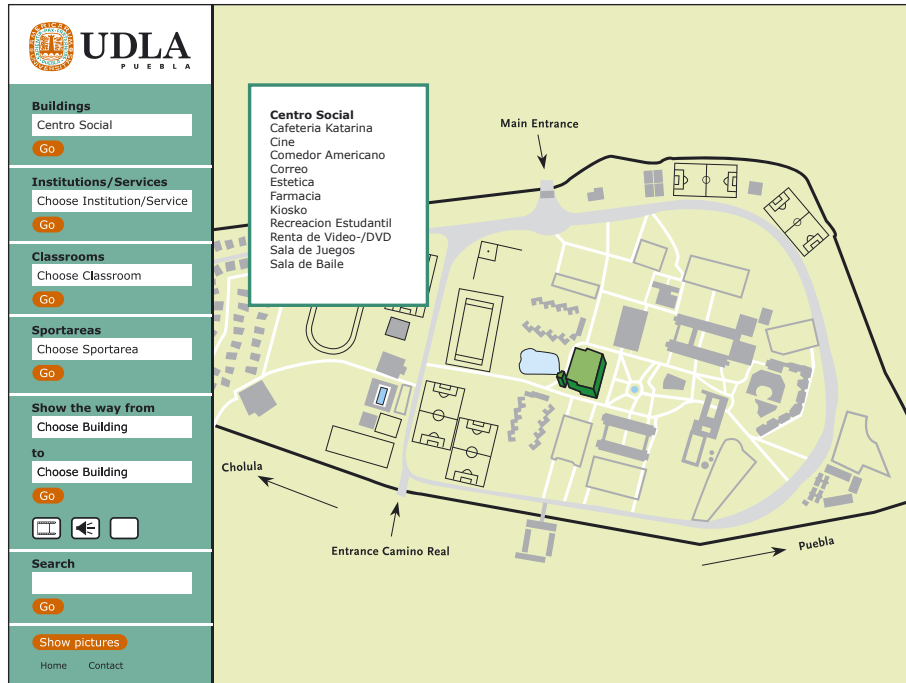 UDLA
PUEBLA
Buildings
Centro Social
Go
Institutions/Services
Choose Institution/Service
Go
Classrooms
Choose Classroom
Go
Sportareas
Choose Sportarea
Go
Show the way from
Choose Building
to
Choose Building
Go
Search
Go
Show pictures
Home Contact
Centro Social
Cafeteria Katarina
Cine
Comedor Americano
Correo
Estetica
Farmacia
Kiosko
Recreacion Estudantil
Renta de Video-/DVD
Sala de Juegos
Sala de Baile
Main Entrance
Cholula
Entrance Camino Real
Puebla